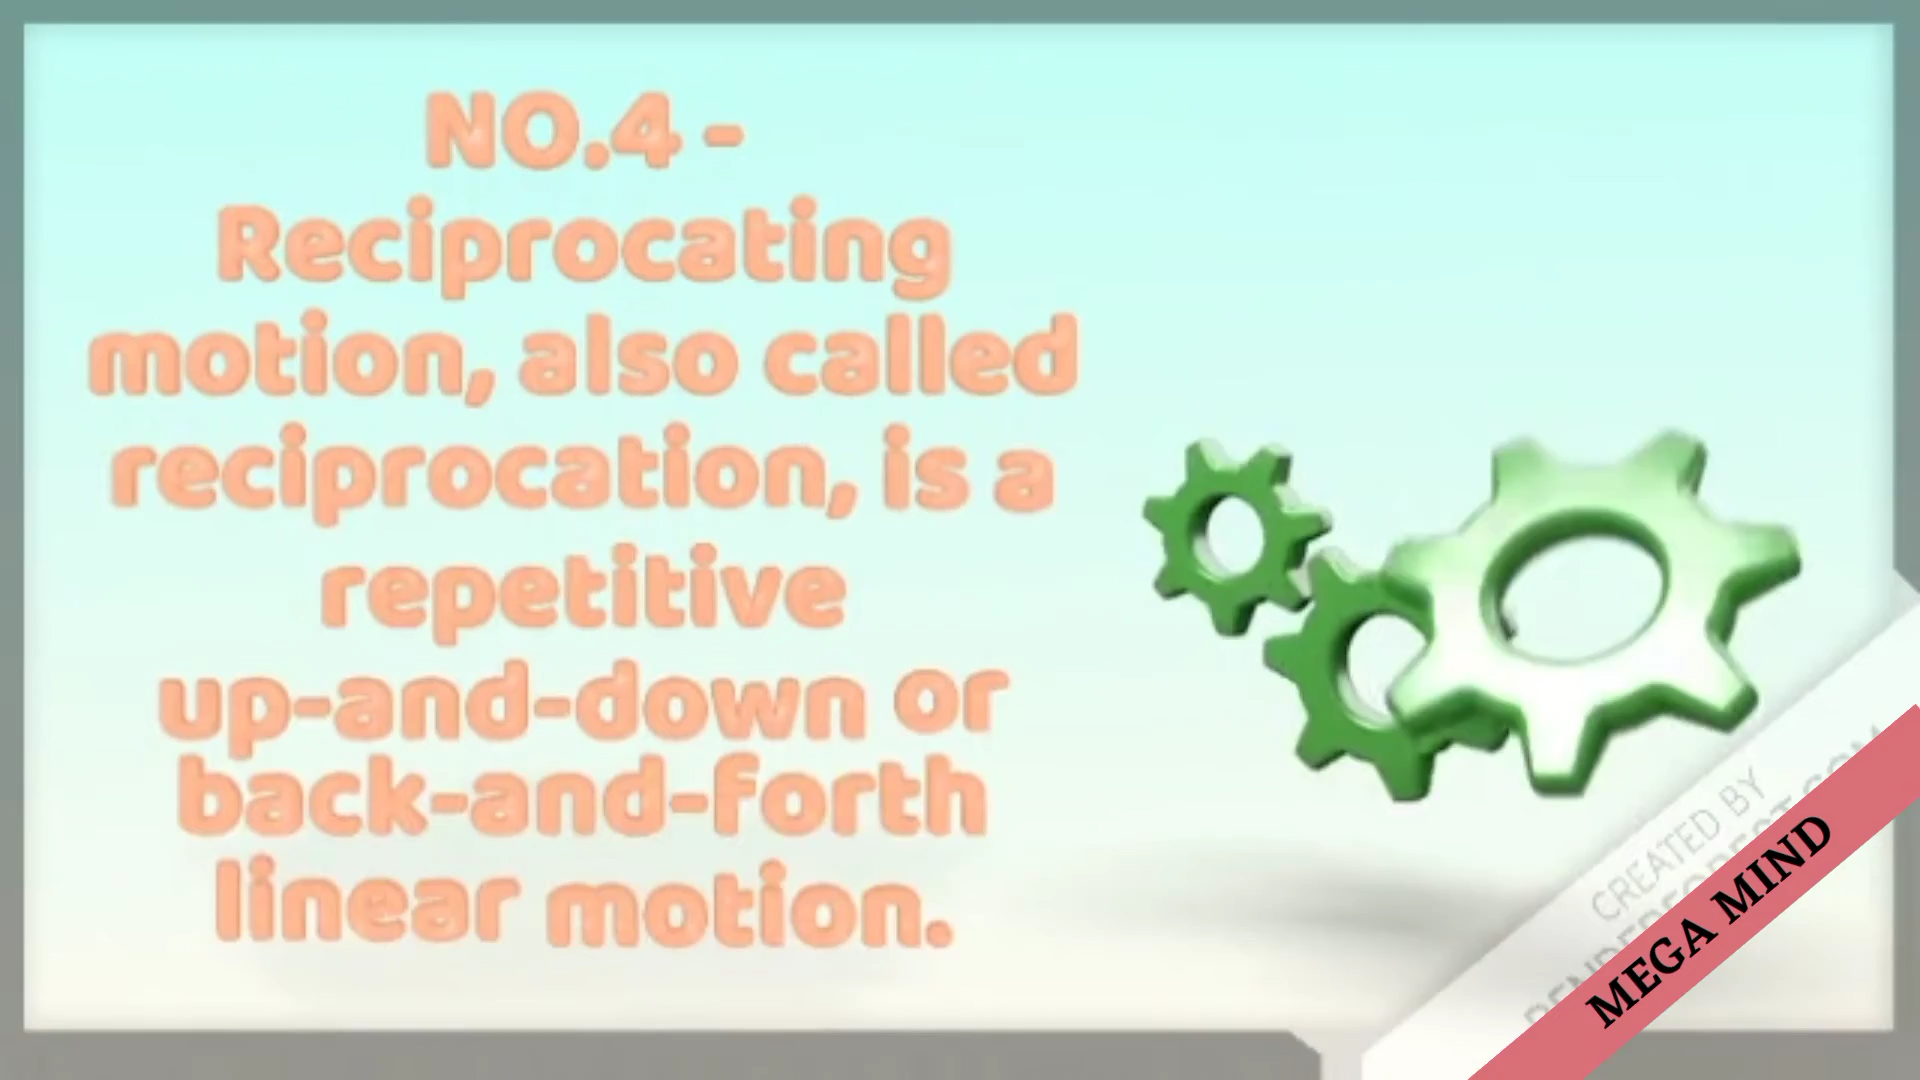 NO.4 -
Reciprocating
motion, also called
reciprocation, is a
repetitive
up-and-down or
back-and-forth
linear motion.
CREATED BY
MEGA MIND